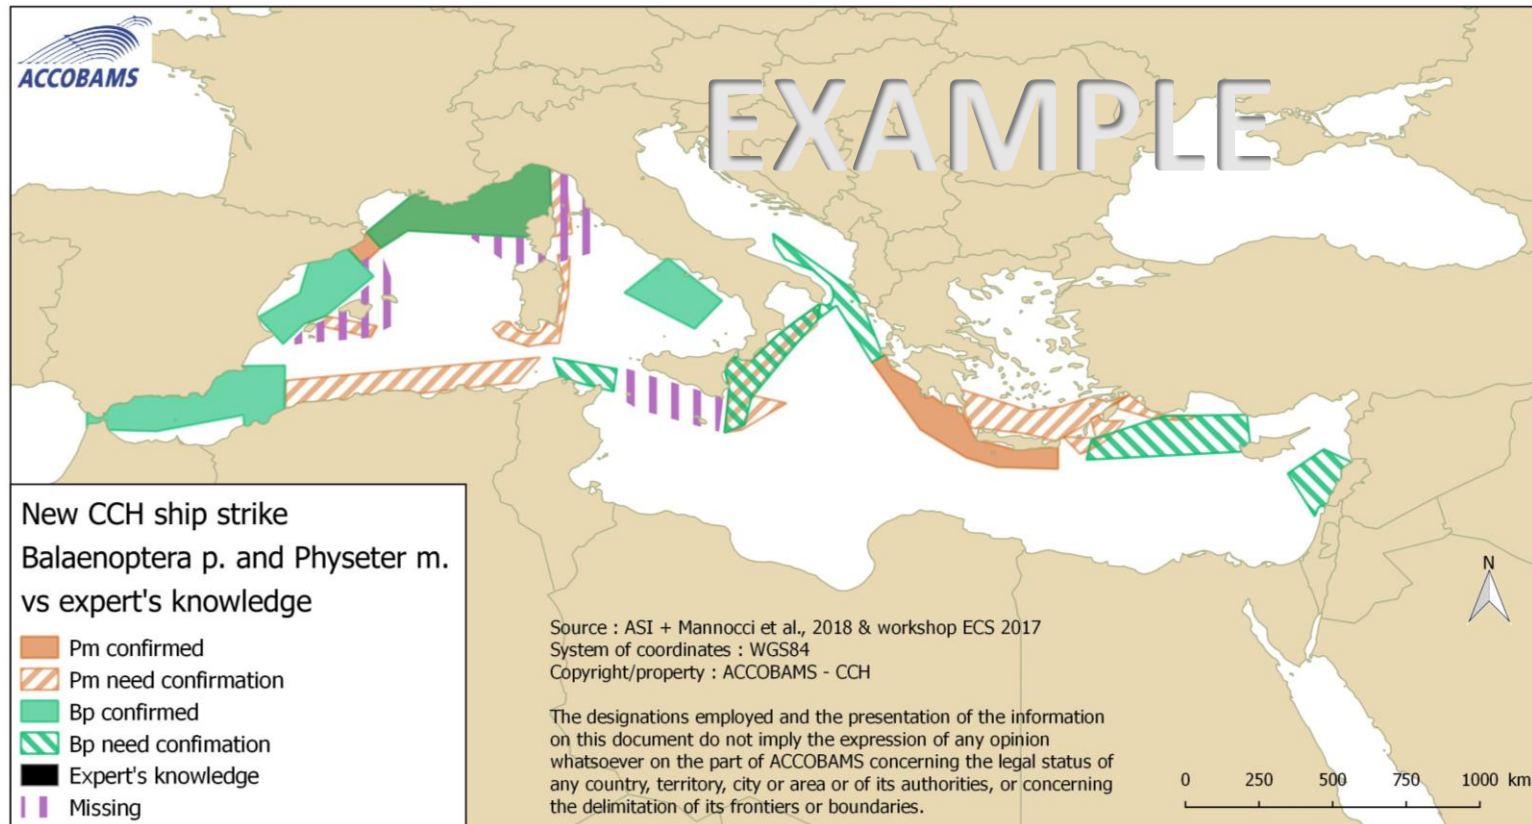 ACCOBAMS
EXAMPLE
New CCH ship strike
Balaenoptera p. and Physeter m.
vs expert's knowledge
Pm confirmed
Pm need confirmation
Bp confirmed
Bp need confimation
Expert's knowledge
Missing
Source : ASI + Mannocci et al., 2018 & workshop ECS 2017
System of coordinates : WGS84
Copyright/property : ACCOBAMS - CCH
The designations employed and the presentation of the information
on this document do not imply the expression of any opinion
whatsoever on the part of ACCOBAMS concerning the legal status of
any country, territory, city or area or of its authorities, or concerning
the delimitation of its frontiers or boundaries.
N
0 250 500 750 1000 km